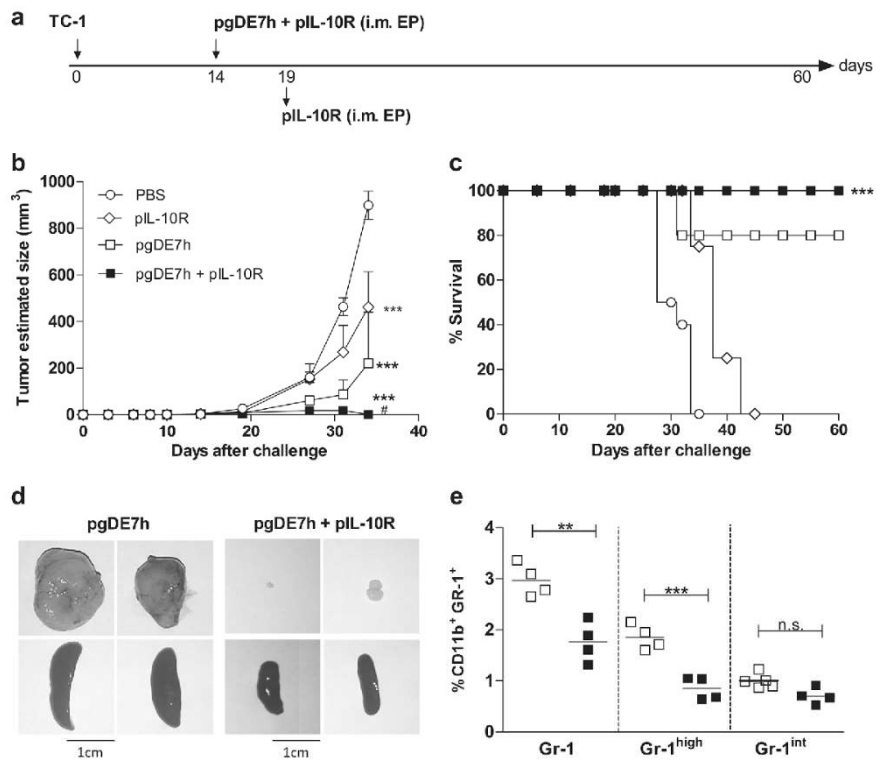 a
TC-1
pgDE7h + pIL-10R (i.m. EP)
0
14
19
60
days
pIL-10R (i.m. EP)
b
Tumor estimated size (mm³)
1000
800
600
400
200
0
PBS
pIL-10R
pgDE7h
pgDE7h + pIL-10R
***
***
***
#
0 10 20 30 40
Days after challenge
c
% Survival
100
80
60
40
20
0
***
0 10 20 30 40 50 60
Days after challenge
d
pgDE7h
pgDE7h + pIL-10R
1cm
1cm
e
% CD11b⁺ GR-1⁺
4
3
2
1
0
**
***
n.s.
Gr-1
Gr-1ʰⁱᵍʰ
Gr-1ⁱⁿᵗ